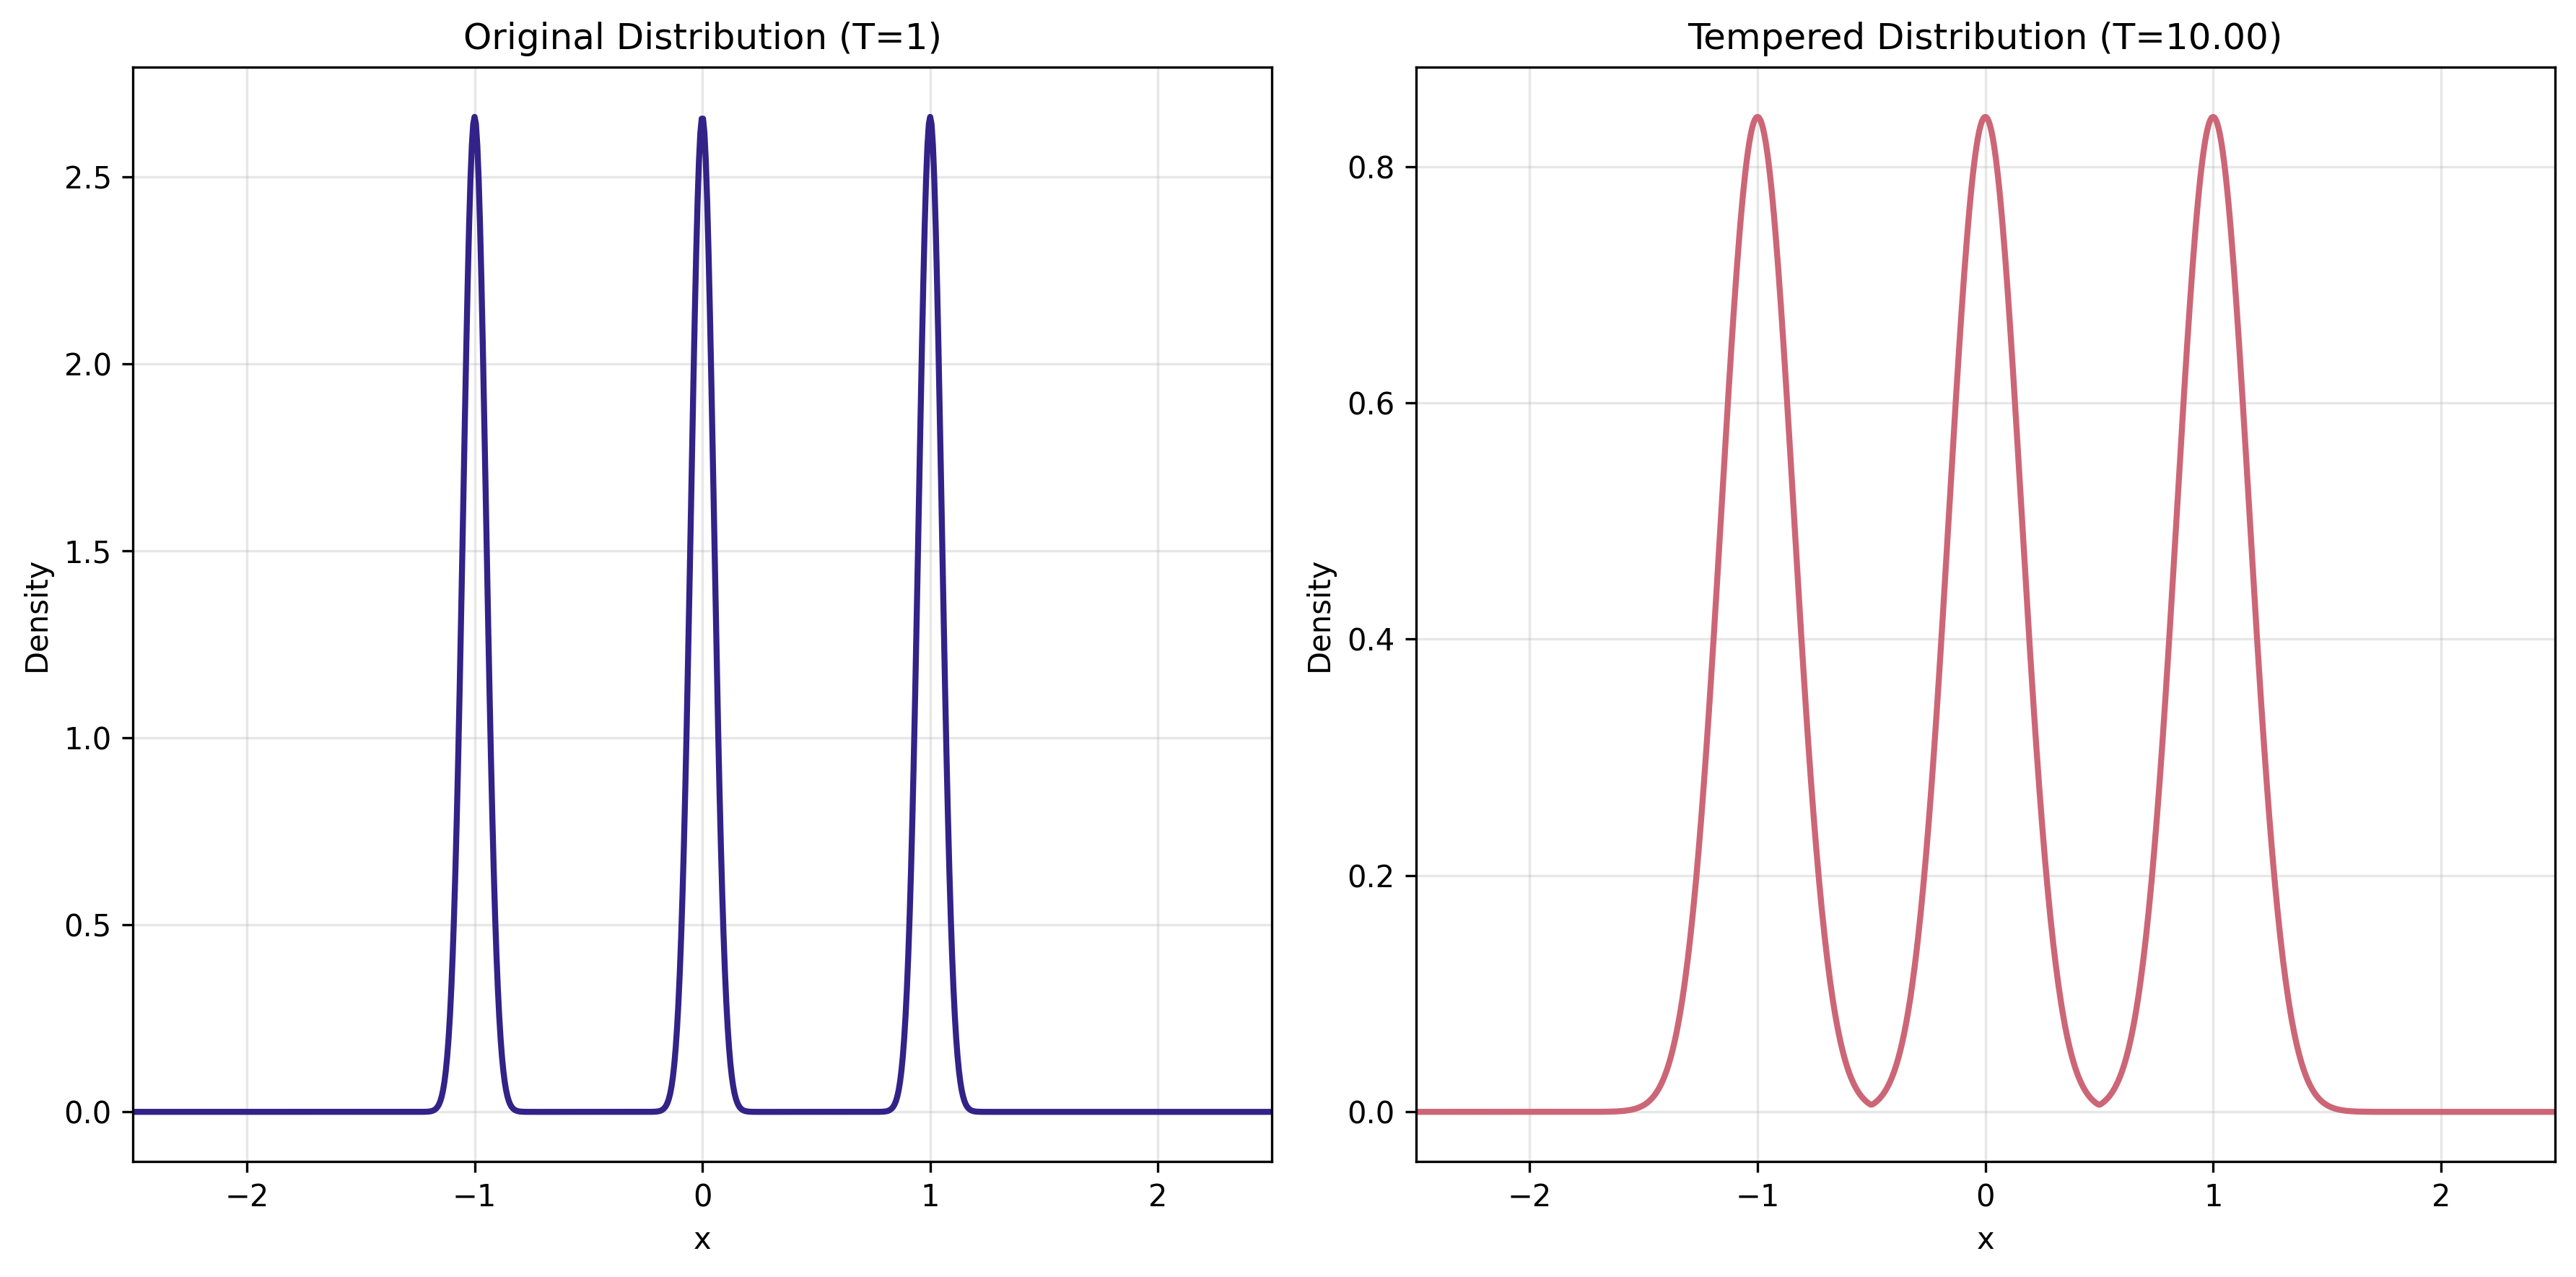 Original Distribution (T=1)
Density
2.5
2.0
1.5
1.0
0.5
0.0
−2 −1 0 1 2
x
Tempered Distribution (T=10.00)
Density
0.8
0.6
0.4
0.2
0.0
−2 −1 0 1 2
x